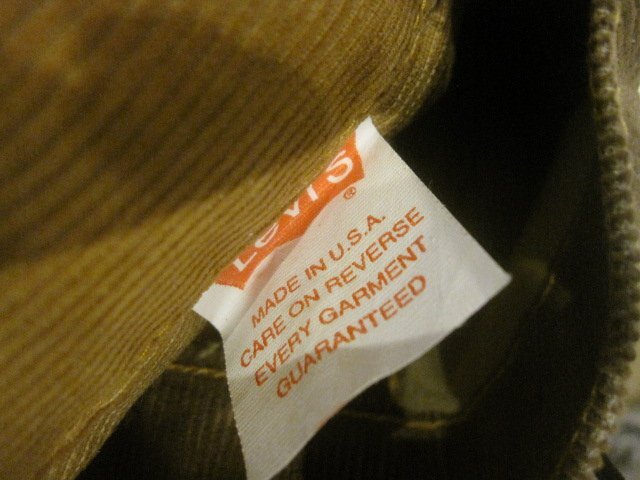 Levi's
®
MADE IN U.S.A.
CARE ON REVERSE
EVERY GARMENT
GUARANTEED